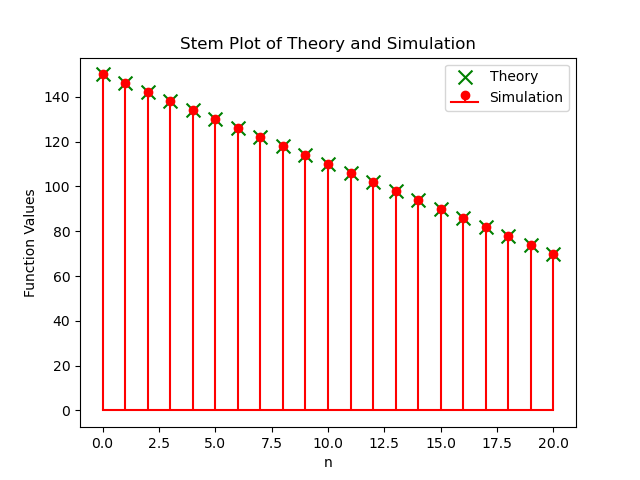 Stem Plot of Theory and Simulation
Theory
Simulation
Function Values
140
120
100
80
60
40
20
0
0.0 2.5 5.0 7.5 10.0 12.5 15.0 17.5 20.0
n